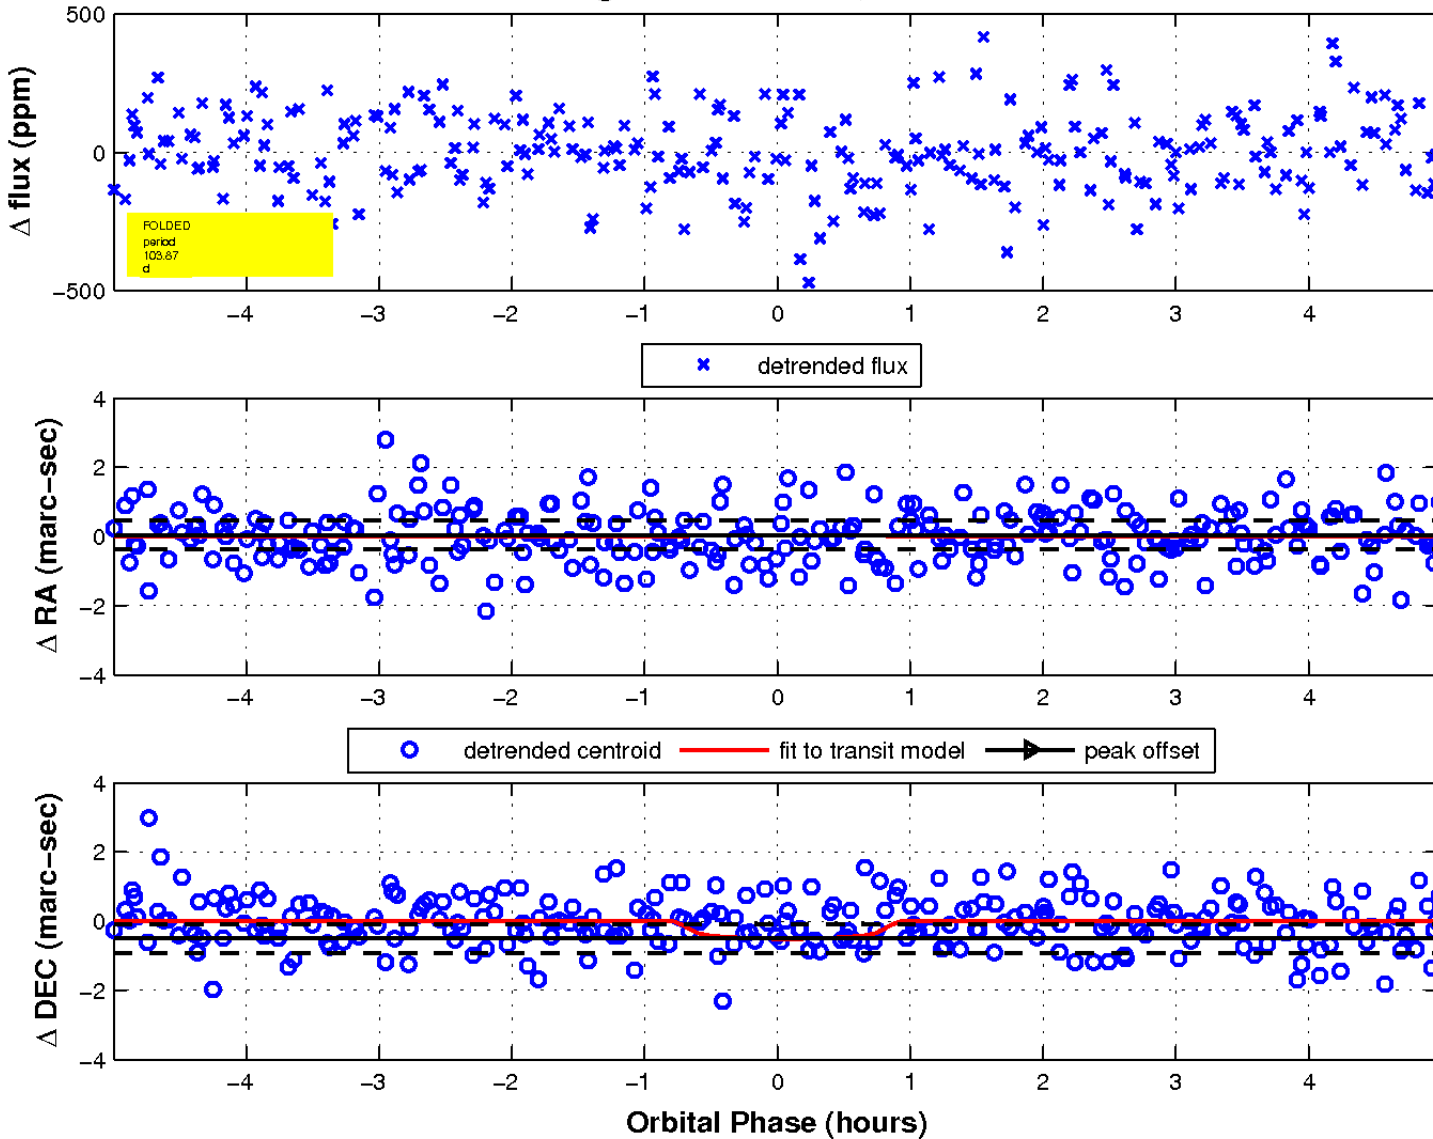 500
0
−500
Δ flux (ppm)
FOLDED
period
103.87
d
−4 −3 −2 −1 0 1 2 3 4
detrended flux
4
2
0
−2
−4
Δ RA (marc−sec)
−4 −3 −2 −1 0 1 2 3 4
detrended centroid fit to transit model peak offset
4
2
0
−2
−4
Δ DEC (marc−sec)
−4 −3 −2 −1 0 1 2 3 4
Orbital Phase (hours)